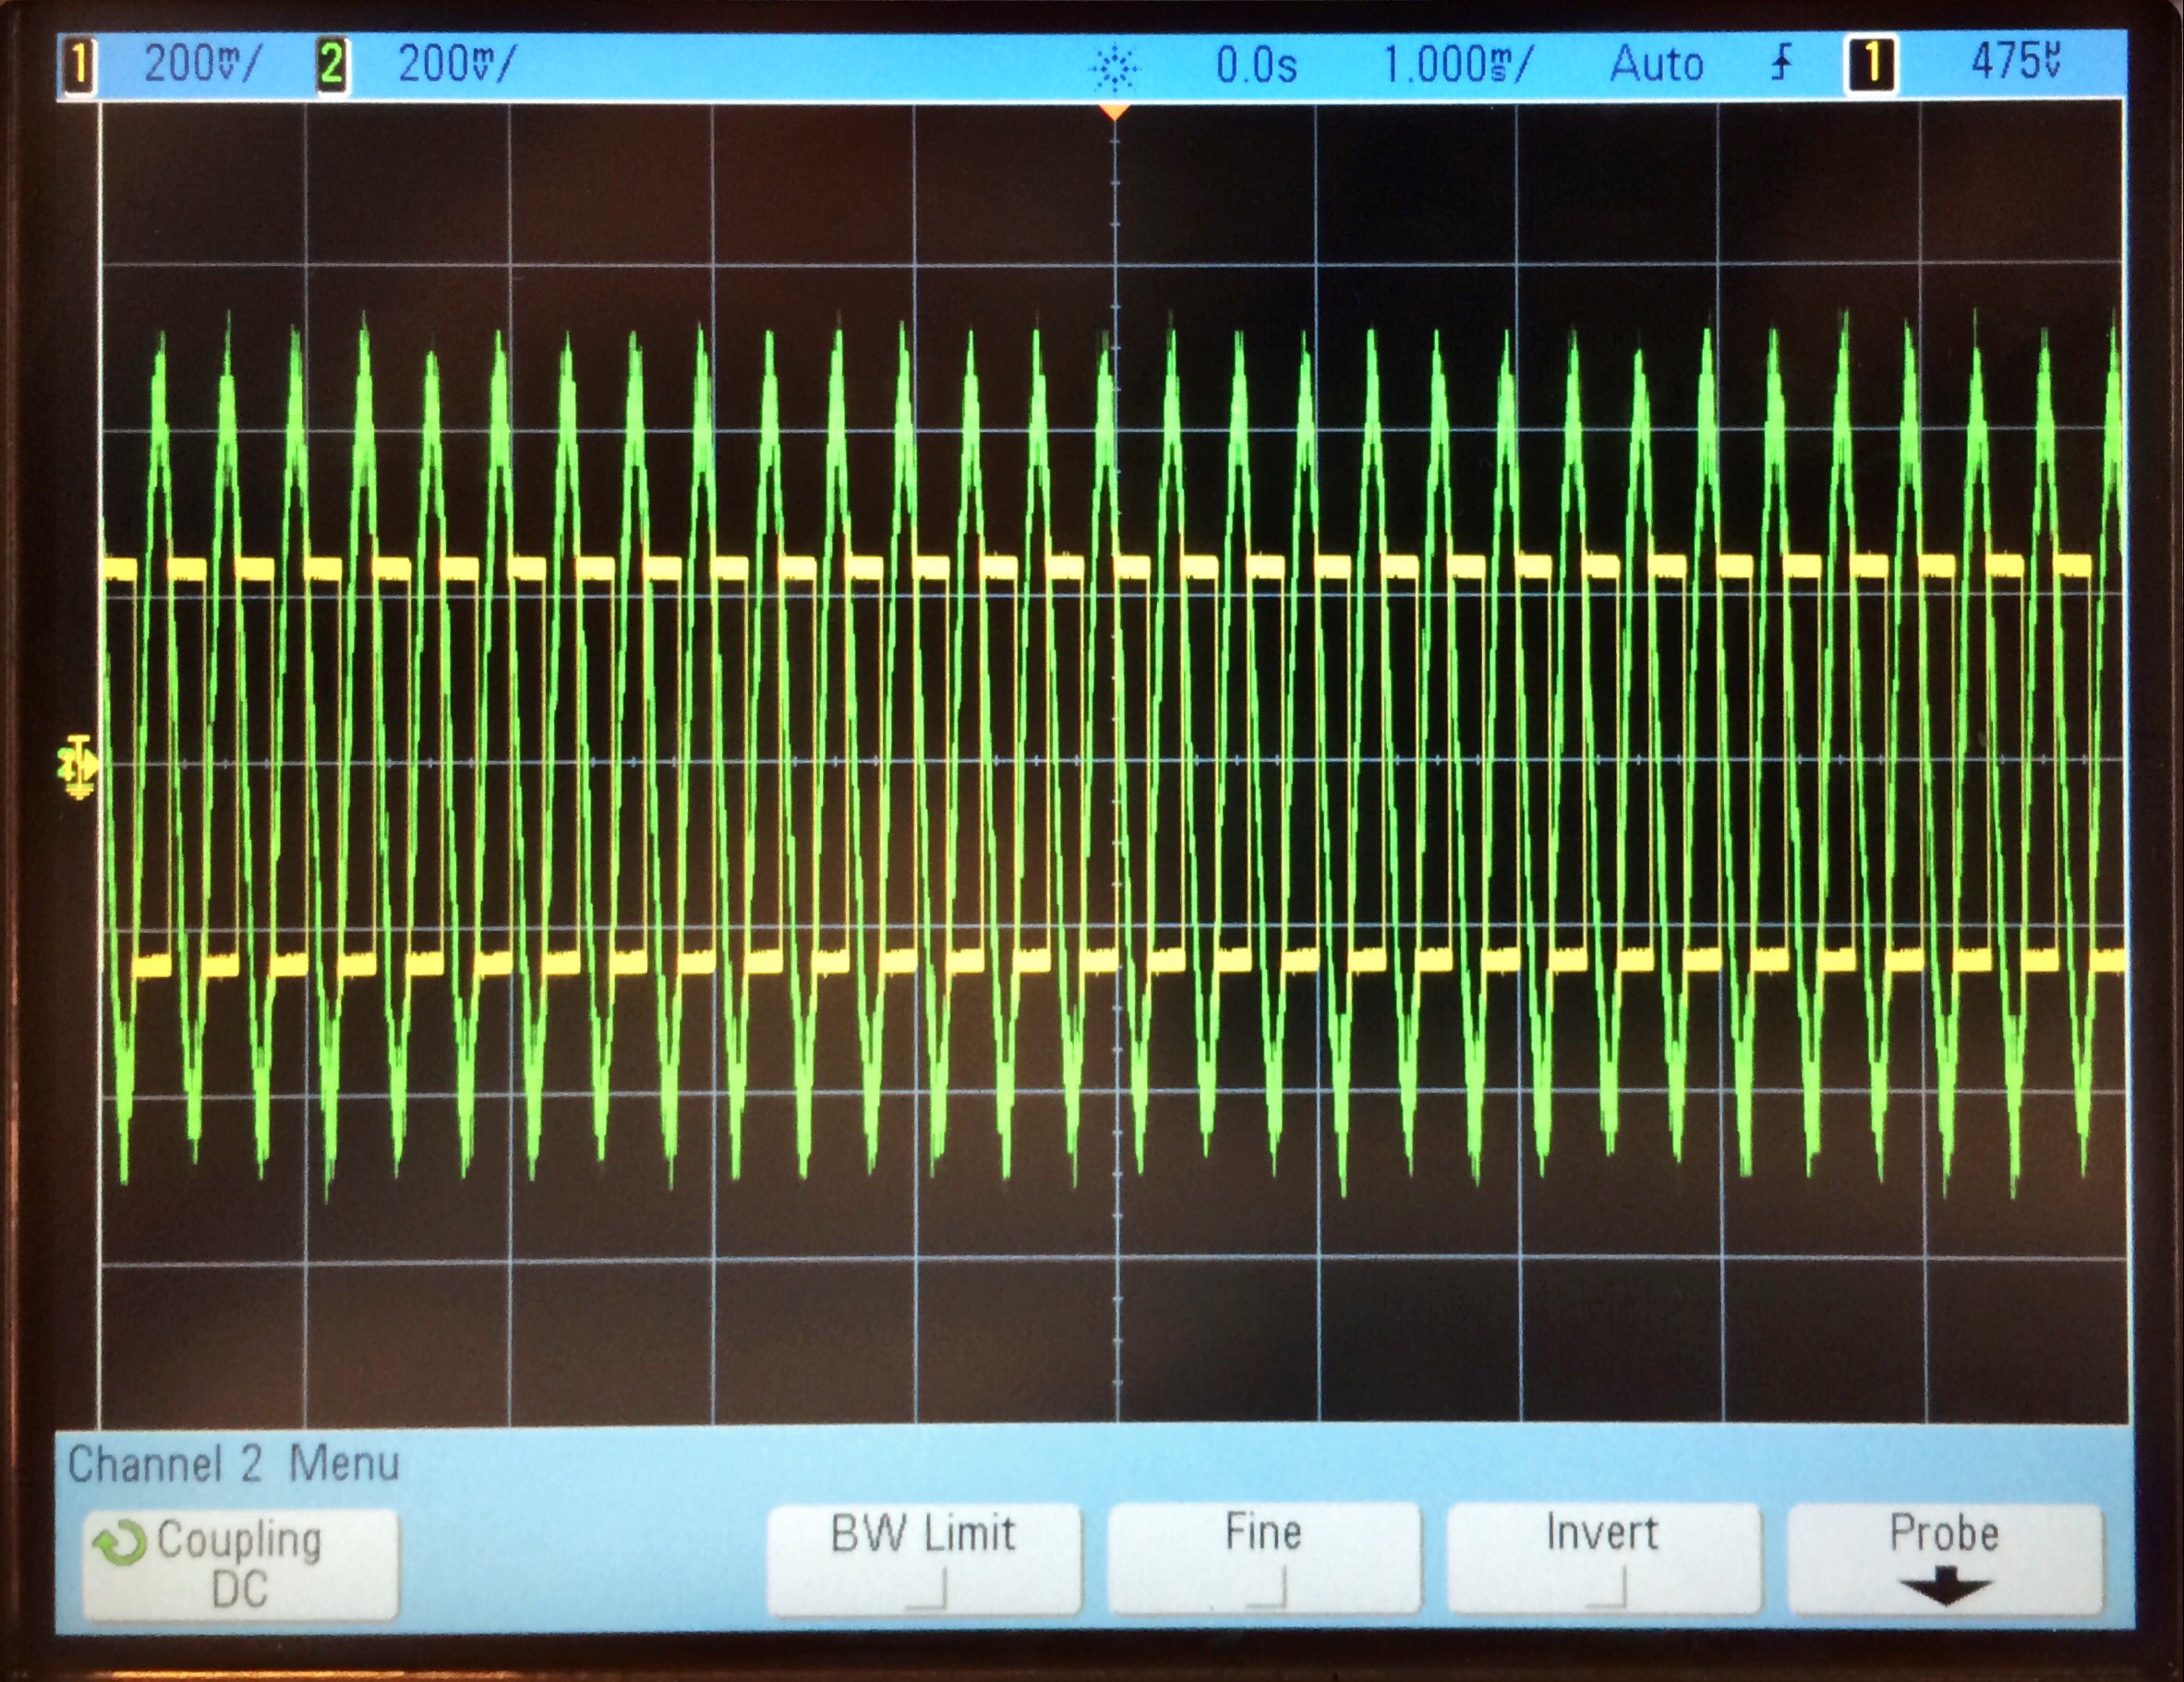 1 200mV/ 2 200mV/ 0.0s 1.000ms/ Auto 1 475µV
Channel 2 Menu
Coupling BW Limit Fine Invert Probe
DC